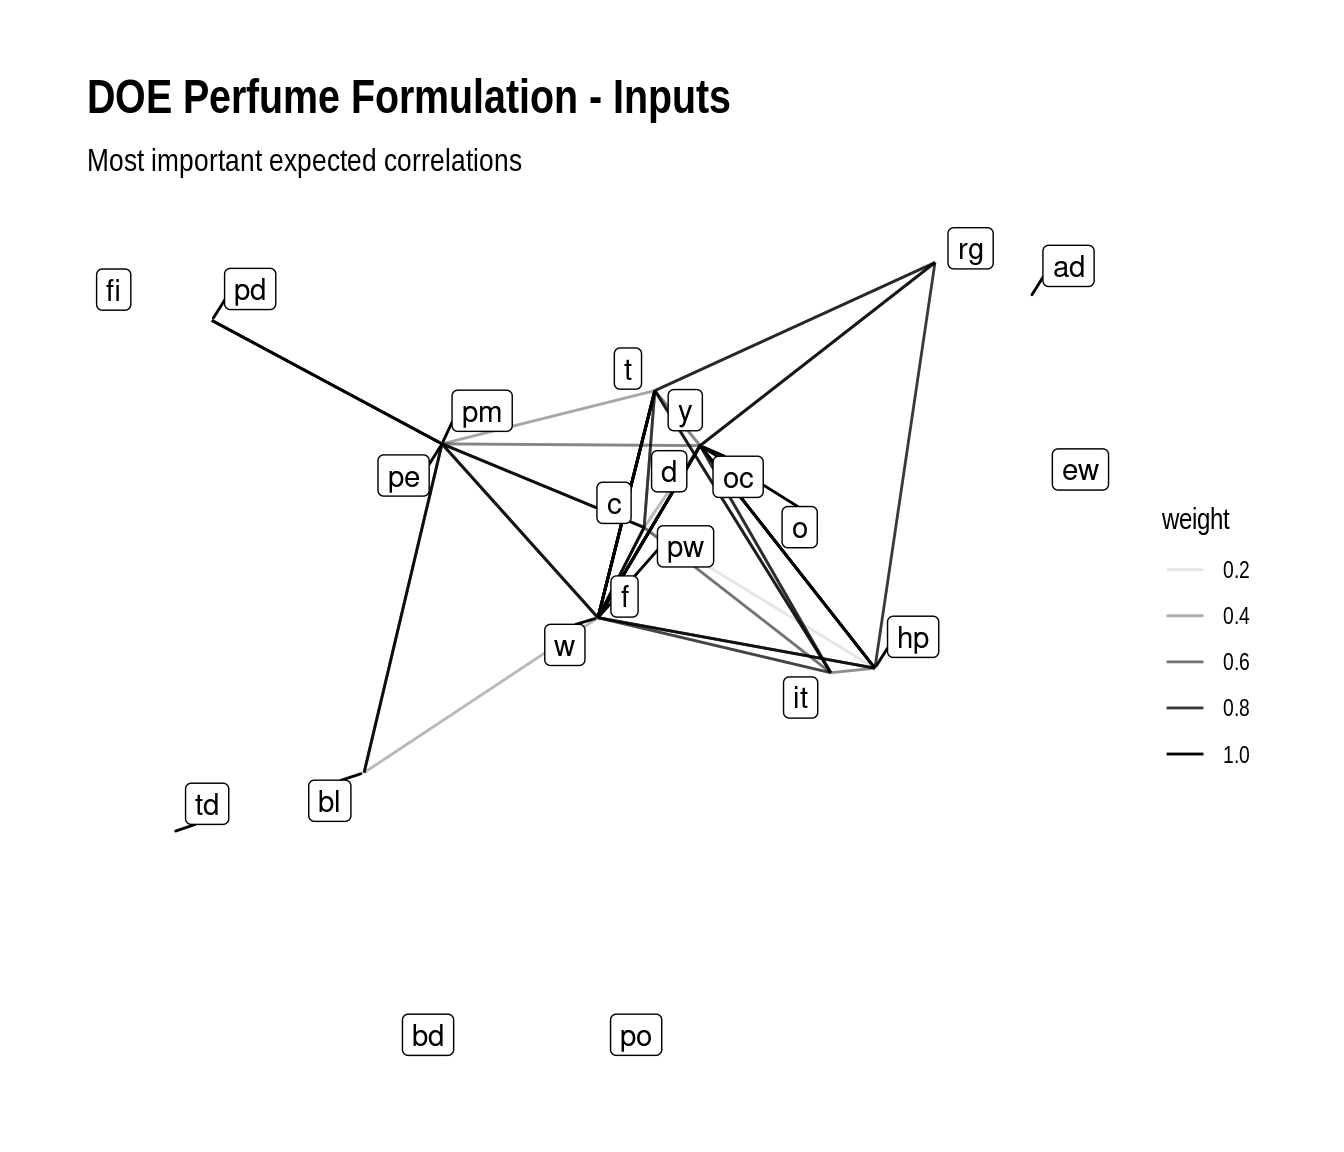 DOE Perfume Formulation - Inputs
Most important expected correlations
rg
ad
fi
pd
t
y
pm
pe
d
oc
ew
c
o
weight
pw
0.2
f
0.4
w
hp
0.6
it
0.8
1.0
td
bl
bd
po